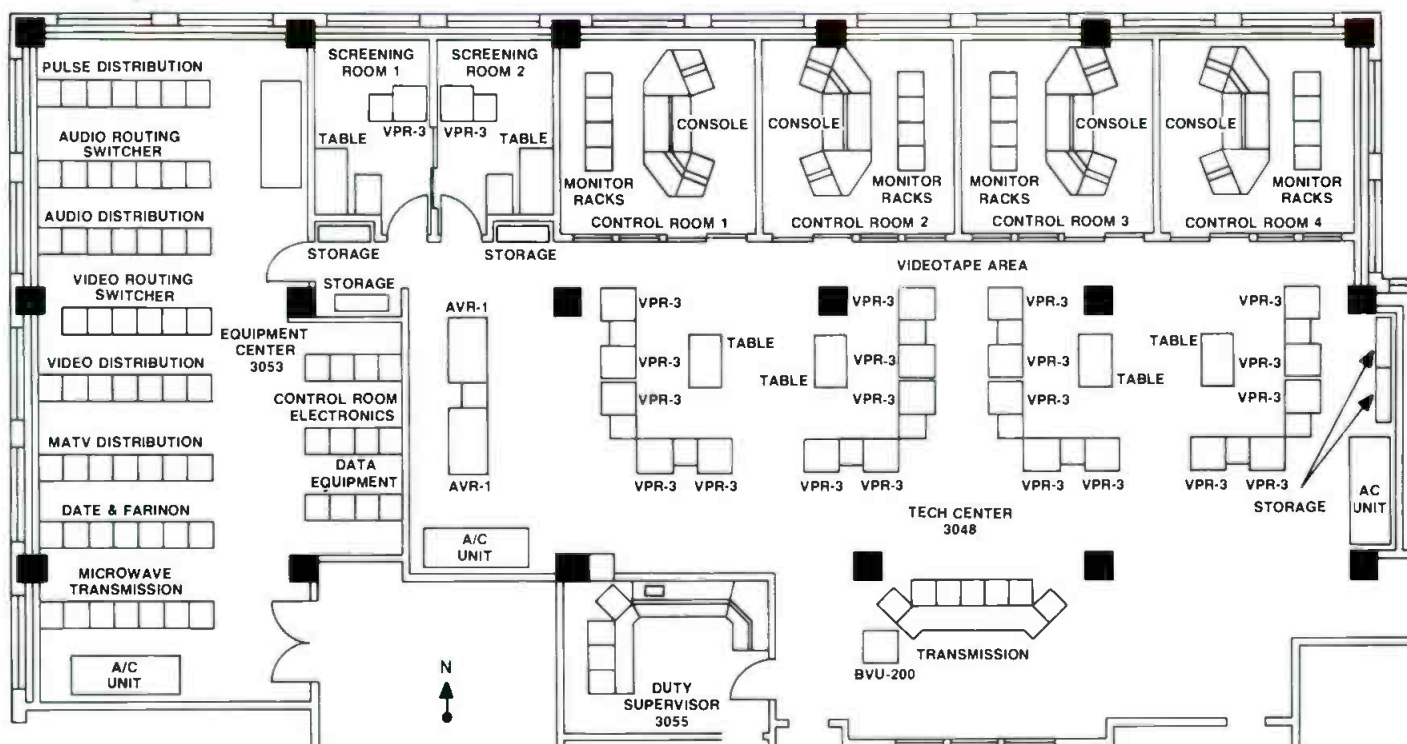 PULSE DISTRIBUTION
AUDIO ROUTING
SWITCHER
AUDIO DISTRIBUTION
VIDEO ROUTING
SWITCHER
VIDEO DISTRIBUTION
MATV DISTRIBUTION
DATE & FARINON
MICROWAVE
TRANSMISSION
A/C
UNIT
EQUIPMENT
CENTER
3053
SCREENING
ROOM 1
VPR-3
TABLE
STORAGE
SCREENING
ROOM 2
VPR-3
TABLE
STORAGE
STORAGE
CONTROL ROOM
ELECTRONICS
DATA
EQUIPMENT
MONITOR
RACKS
CONSOLE
CONTROL ROOM 1
CONSOLE
MONITOR
RACKS
CONTROL ROOM 2
MONITOR
RACKS
CONSOLE
CONTROL ROOM 3
CONSOLE
MONITOR
RACKS
CONTROL ROOM 4
VIDEOTAPE AREA
AVR-1
AVR-1
A/C
UNIT
VPR-3
VPR-3
VPR-3
VPR-3
VPR-3
TABLE
VPR-3
VPR-3
VPR-3
VPR-3
VPR-3
TABLE
VPR-3
VPR-3
VPR-3
VPR-3
VPR-3
TABLE
VPR-3
VPR-3
VPR-3
VPR-3
VPR-3
TABLE
STORAGE
AC
UNIT
TECH CENTER
3048
TRANSMISSION
BVU-200
DUTY
SUPERVISOR
3055
N